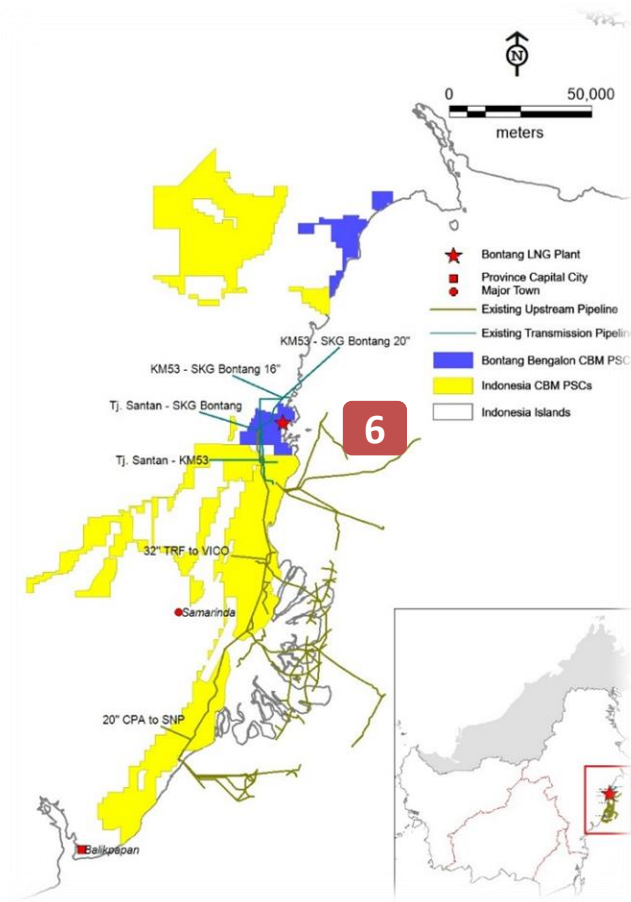 N
0 50,000
meters
Bontang LNG Plant
Province Capital City
Major Town
Existing Upstream Pipeline
Existing Transmission Pipelin
Bontang Bengalon CBM PSC
Indonesia CBM PSCs
Indonesia Islands
KM53 - SKG Bontang 20"
KM53 - SKG Bontang 16"
Tj. Santan - SKG Bontang
6
Tj. Santan - KM53
32" TRF to VICO
Samarinda
20" CPA to SNP
Balikpapan